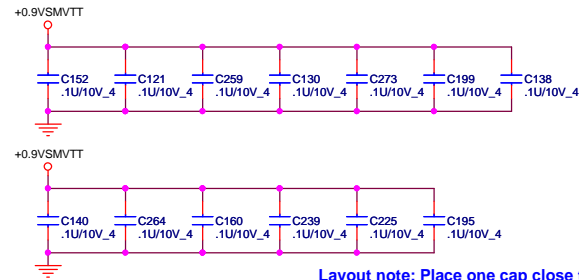 +0.9VSMVTT
C152 C121 C259 C130 C273 C199 C138
.1U/10V_4 .1U/10V_4 .1U/10V_4 .1U/10V_4 .1U/10V_4 .1U/10V_4 .1U/10V_4
+0.9VSMVTT
C140 C264 C160 C239 C225 C195
.1U/10V_4 .1U/10V_4 .1U/10V_4 .1U/10V_4 .1U/10V_4 .1U/10V_4
Layout note: Place one cap close